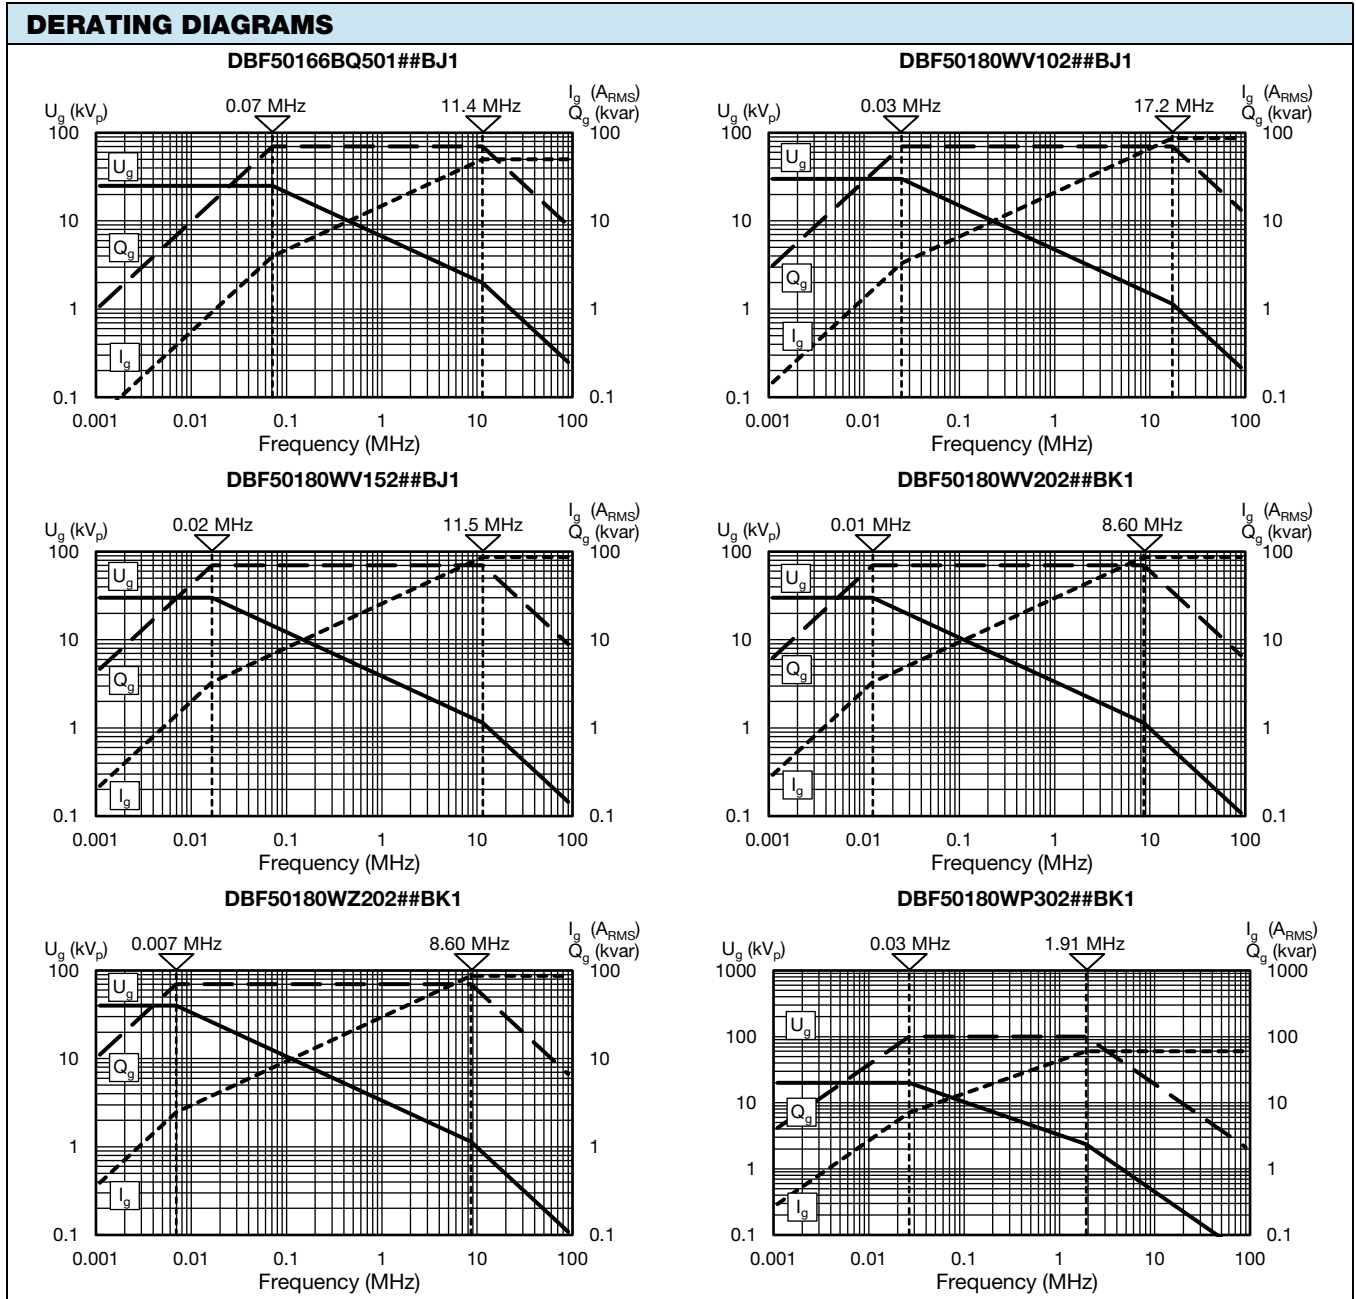 DERATING DIAGRAMS
DBF50166BQ501##BJ1
Ug (kVp)
0.07 MHz
11.4 MHz
Ig (ARMS)
Qg (kvar)
100
10
1
0.1
Ug
Qg
Ig
100
10
1
0.1
0.001 0.01 0.1 1 10 100
Frequency (MHz)
DBF50180WV102##BJ1
Ug (kVp)
0.03 MHz
17.2 MHz
Ig (ARMS)
Qg (kvar)
100
10
1
0.1
Ug
Qg
Ig
100
10
1
0.1
0.001 0.01 0.1 1 10 100
Frequency (MHz)
DBF50180WV152##BJ1
Ug (kVp)
0.02 MHz
11.5 MHz
Ig (ARMS)
Qg (kvar)
100
10
1
0.1
Ug
Qg
Ig
100
10
1
0.1
0.001 0.01 0.1 1 10 100
Frequency (MHz)
DBF50180WV202##BK1
Ug (kVp)
0.01 MHz
8.60 MHz
Ig (ARMS)
Qg (kvar)
100
10
1
0.1
Ug
Qg
Ig
100
10
1
0.1
0.001 0.01 0.1 1 10 100
Frequency (MHz)
DBF50180WZ202##BK1
Ug (kVp)
0.007 MHz
8.60 MHz
Ig (ARMS)
Qg (kvar)
100
10
1
0.1
Ug
Qg
Ig
100
10
1
0.1
0.001 0.01 0.1 1 10 100
Frequency (MHz)
DBF50180WP302##BK1
Ug (kVp)
0.03 MHz
1.91 MHz
Ig (ARMS)
Qg (kvar)
1000
100
10
1
0.1
Ug
Qg
Ig
1000
100
10
1
0.1
0.001 0.01 0.1 1 10 100
Frequency (MHz)